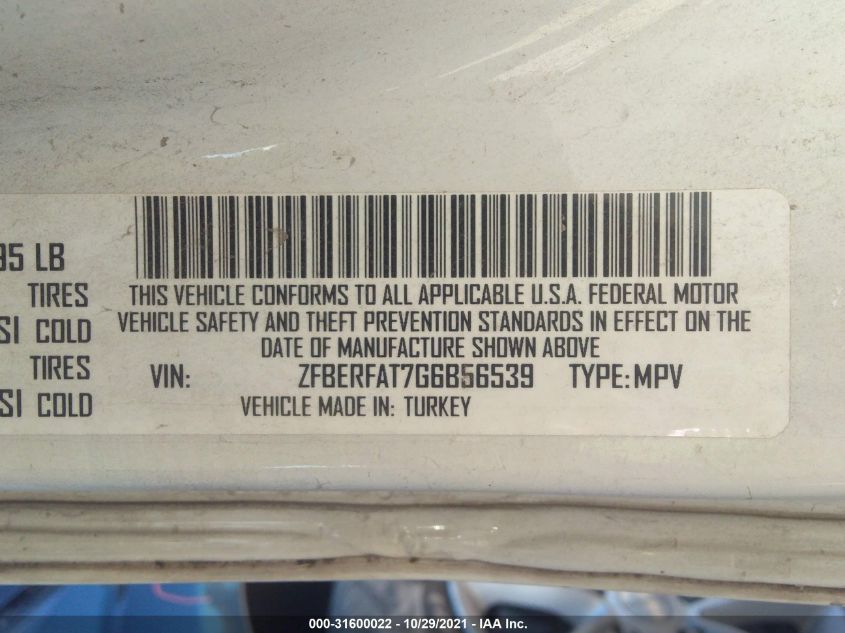 95 LB
TIRES
SI COLD
TIRES
SI COLD
THIS VEHICLE CONFORMS TO ALL APPLICABLE U.S.A. FEDERAL MOTOR
VEHICLE SAFETY AND THEFT PREVENTION STANDARDS IN EFFECT ON THE
DATE OF MANUFACTURE SHOWN ABOVE
VIN: ZFBERFAT7G6B56539 TYPE: MPV
VEHICLE MADE IN: TURKEY
000-31600022 - 10/29/2021 - IAA Inc.